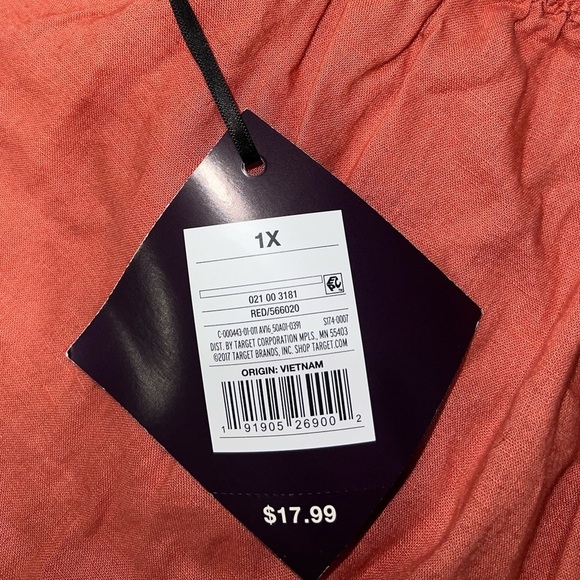 1X
021 00 3181
RED/566020
C-000443-01-011 AV16 50A01-0391 S174-0007
DIST. BY TARGET CORPORATION MPLS., MN 55403
©2017 TARGET BRANDS, INC. SHOP TARGET.COM
ORIGIN: VIETNAM
1 91905 26900 2
$17.99